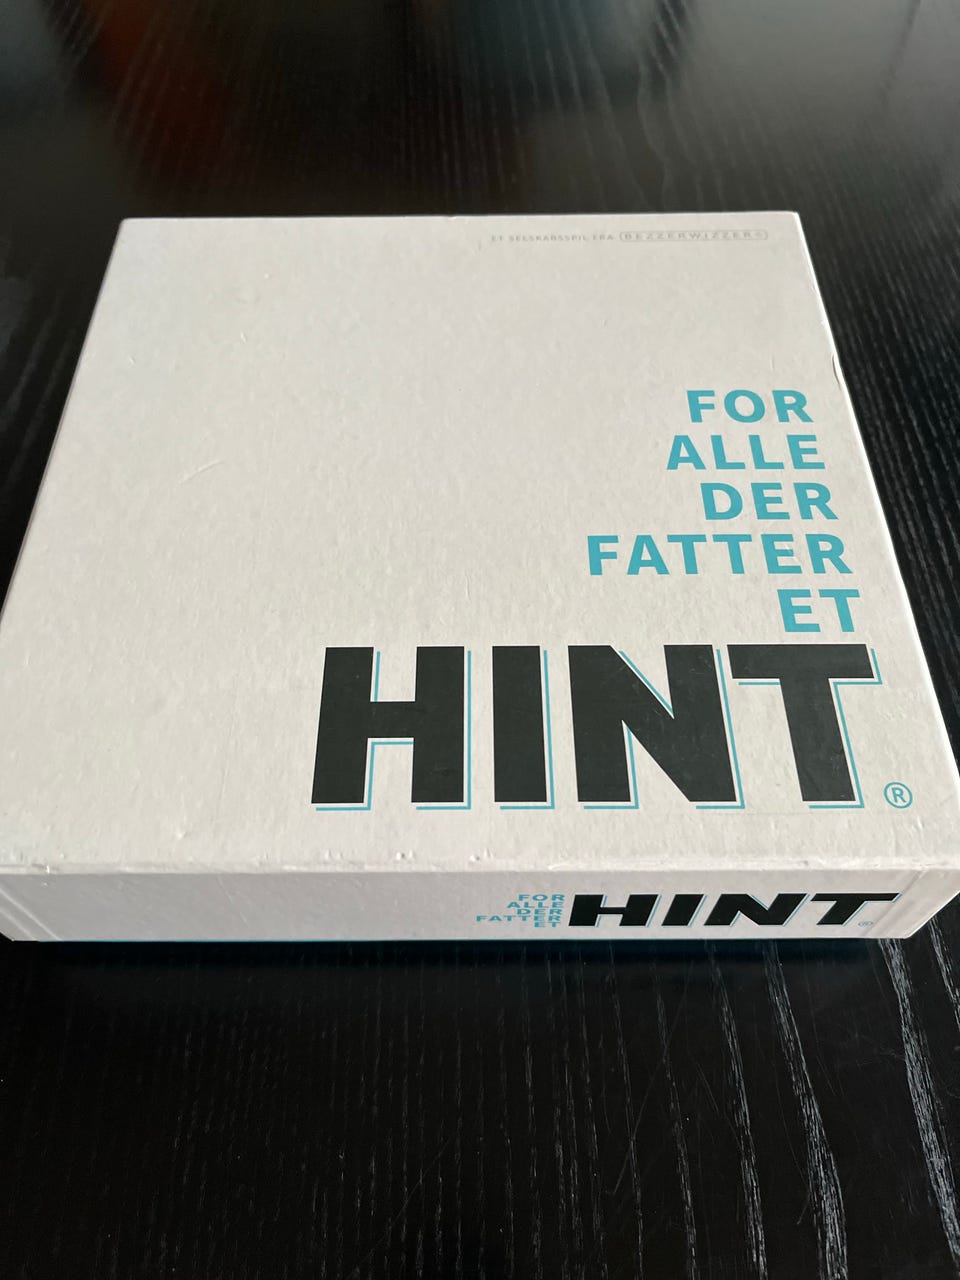 ET SELSKABSSPIL FRA BEZZERWIZZER®
FOR
ALLE
DER
FATTER
ET
HINT®
FOR
ALLE
DER
FATTER
ET
HINT®